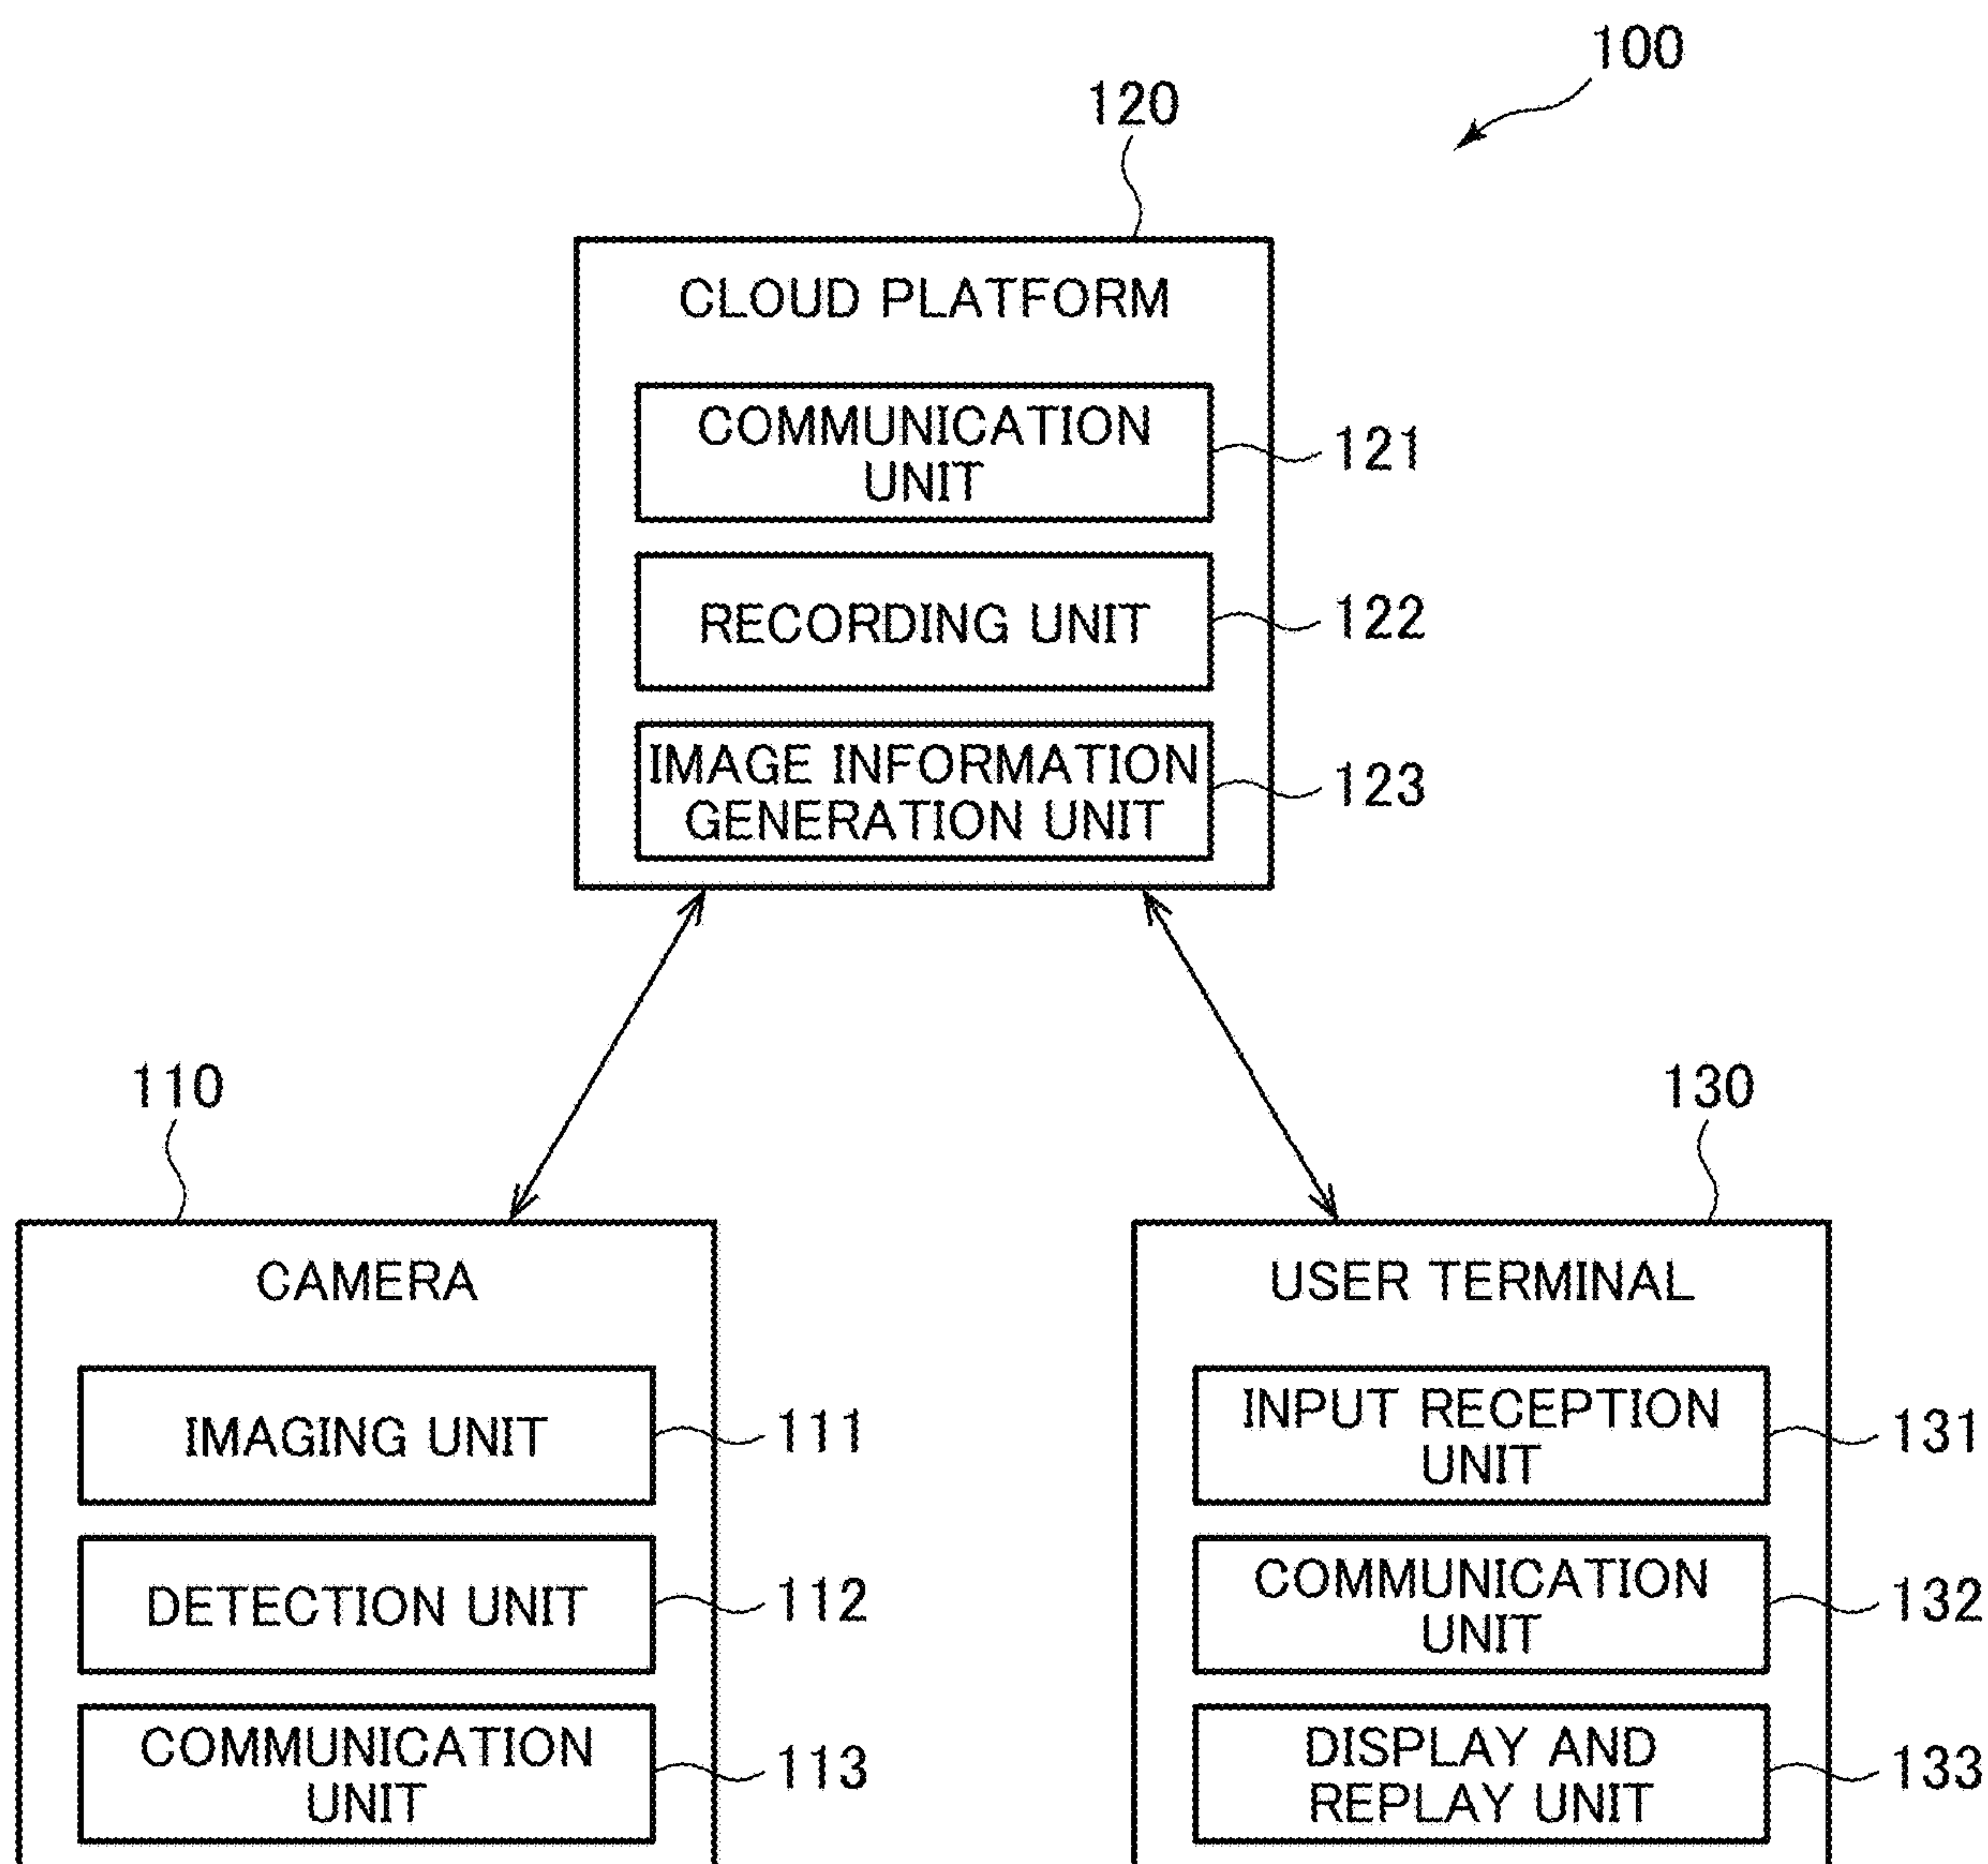 100
120
CLOUD PLATFORM
COMMUNICATION
UNIT
121
RECORDING UNIT
122
IMAGE INFORMATION
GENERATION UNIT
123
110
CAMERA
IMAGING UNIT
111
DETECTION UNIT
112
COMMUNICATION
UNIT
113
130
USER TERMINAL
INPUT RECEPTION
UNIT
131
COMMUNICATION
UNIT
132
DISPLAY AND
REPLAY UNIT
133